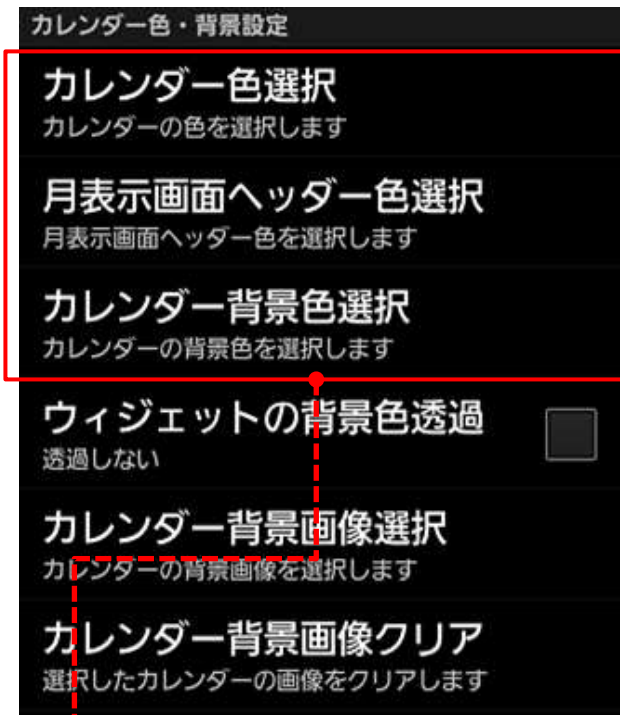 カレンダー色・背景設定
カレンダー色選択
カレンダーの色を選択します
月表示画面ヘッダー色選択
月表示画面ヘッダー色を選択します
カレンダー背景色選択
カレンダーの背景色を選択します
ウィジェットの背景色透過
透過しない
カレンダー背景画像選択
カレンダーの背景画像を選択します
カレンダー背景画像クリア
選択したカレンダーの画像をクリアします